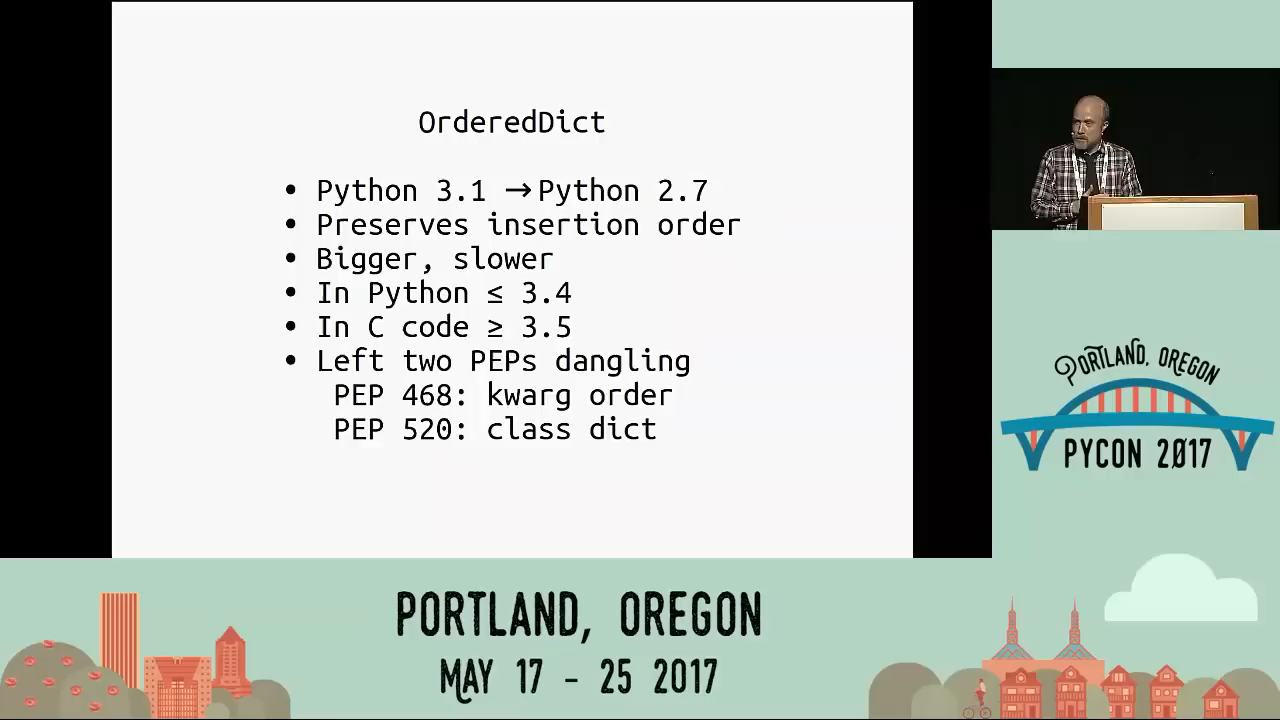 OrderedDict
• Python 3.1 →Python 2.7
• Preserves insertion order
• Bigger, slower
• In Python ≤ 3.4
• In C code ≥ 3.5
• Left two PEPs dangling
PEP 468: kwarg order
PEP 520: class dict
PORTLAND, OREGON
PYCON 2017
PORTLAND, OREGON
MAY 17 - 25 2017